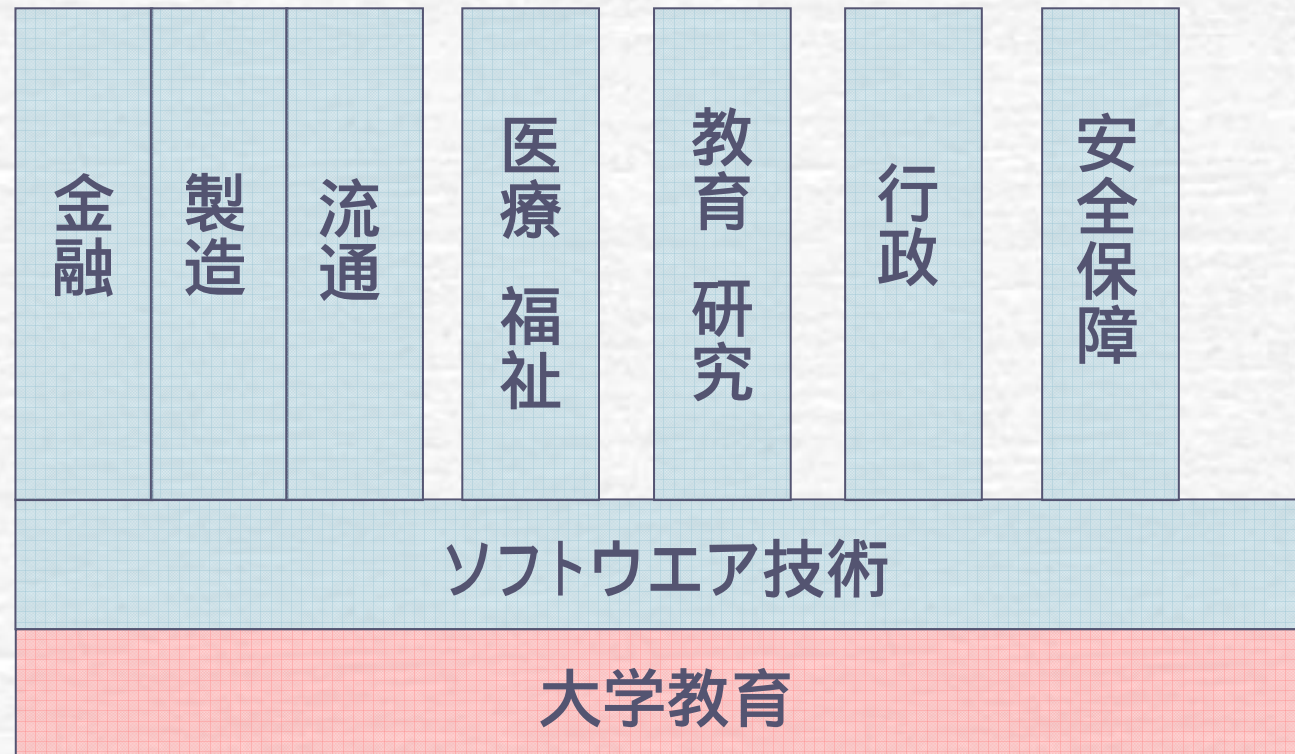 金融
製造
流通
医療 福祉
教育 研究
行政
安全保障
ソフトウエア技術
大学教育